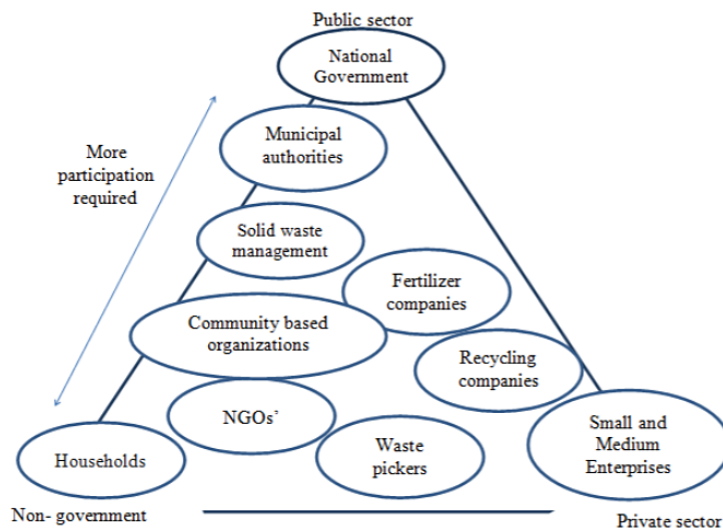 Public sector
National
Government
Municipal
authorities
More
participation
required
Solid waste
management
Fertilizer
companies
Community based
organizations
Recycling
companies
NGOs’
Small and
Medium
Enterprises
Waste
pickers
Households
Non- government
Private sector